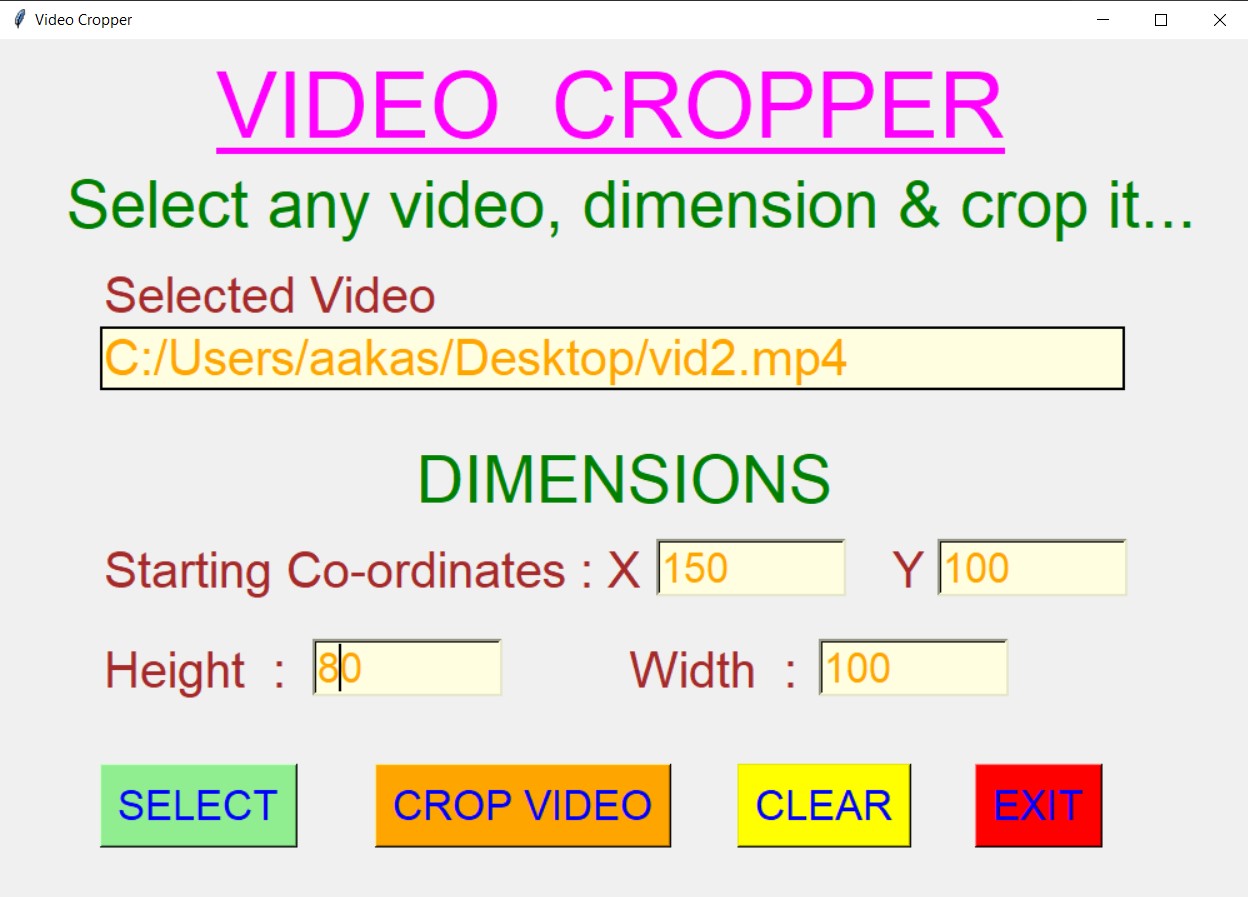 Video Cropper
VIDEO CROPPER
Select any video, dimension & crop it...
Selected Video
C:/Users/aakas/Desktop/vid2.mp4
DIMENSIONS
Starting Co-ordinates : X 150 Y 100
Height : 80 Width : 100
SELECT CROP VIDEO CLEAR EXIT